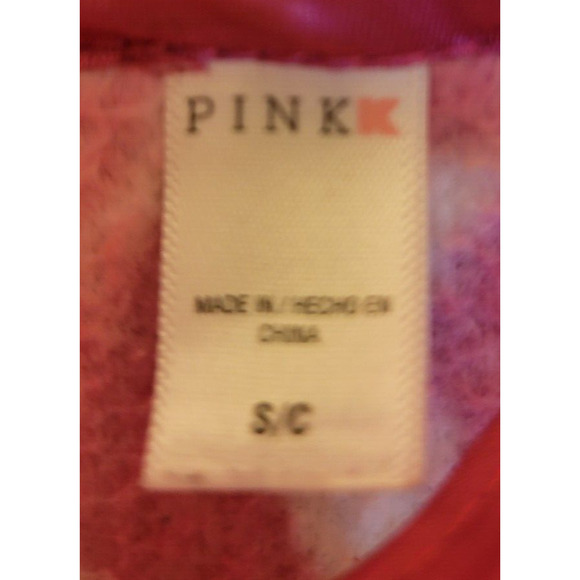 PINK K
MADE IN / HECHO EN
CHINA
S/C